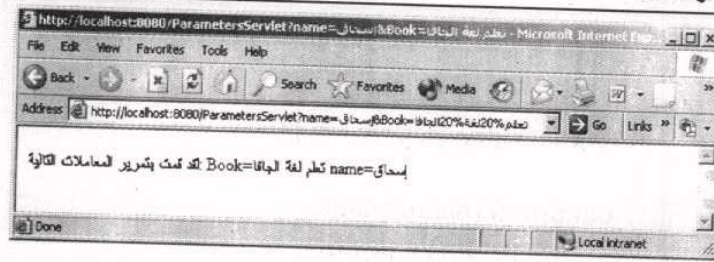 http://localhost:8080/ParametersServlet?name=إسحاق&Book=تعلم لغة الجافا - Microsoft Internet
File Edit View Favorites Tools Help
Back Search Favorites Media
Address http://localhost:8080/ParametersServlet?name=إسحاق&Book=تعلم%20لغة%20الجافا Go Links
لقد قمت بتمرير المعاملات التالية Book=تعلم لغة الجافا name=إسحاق
Done Local intranet